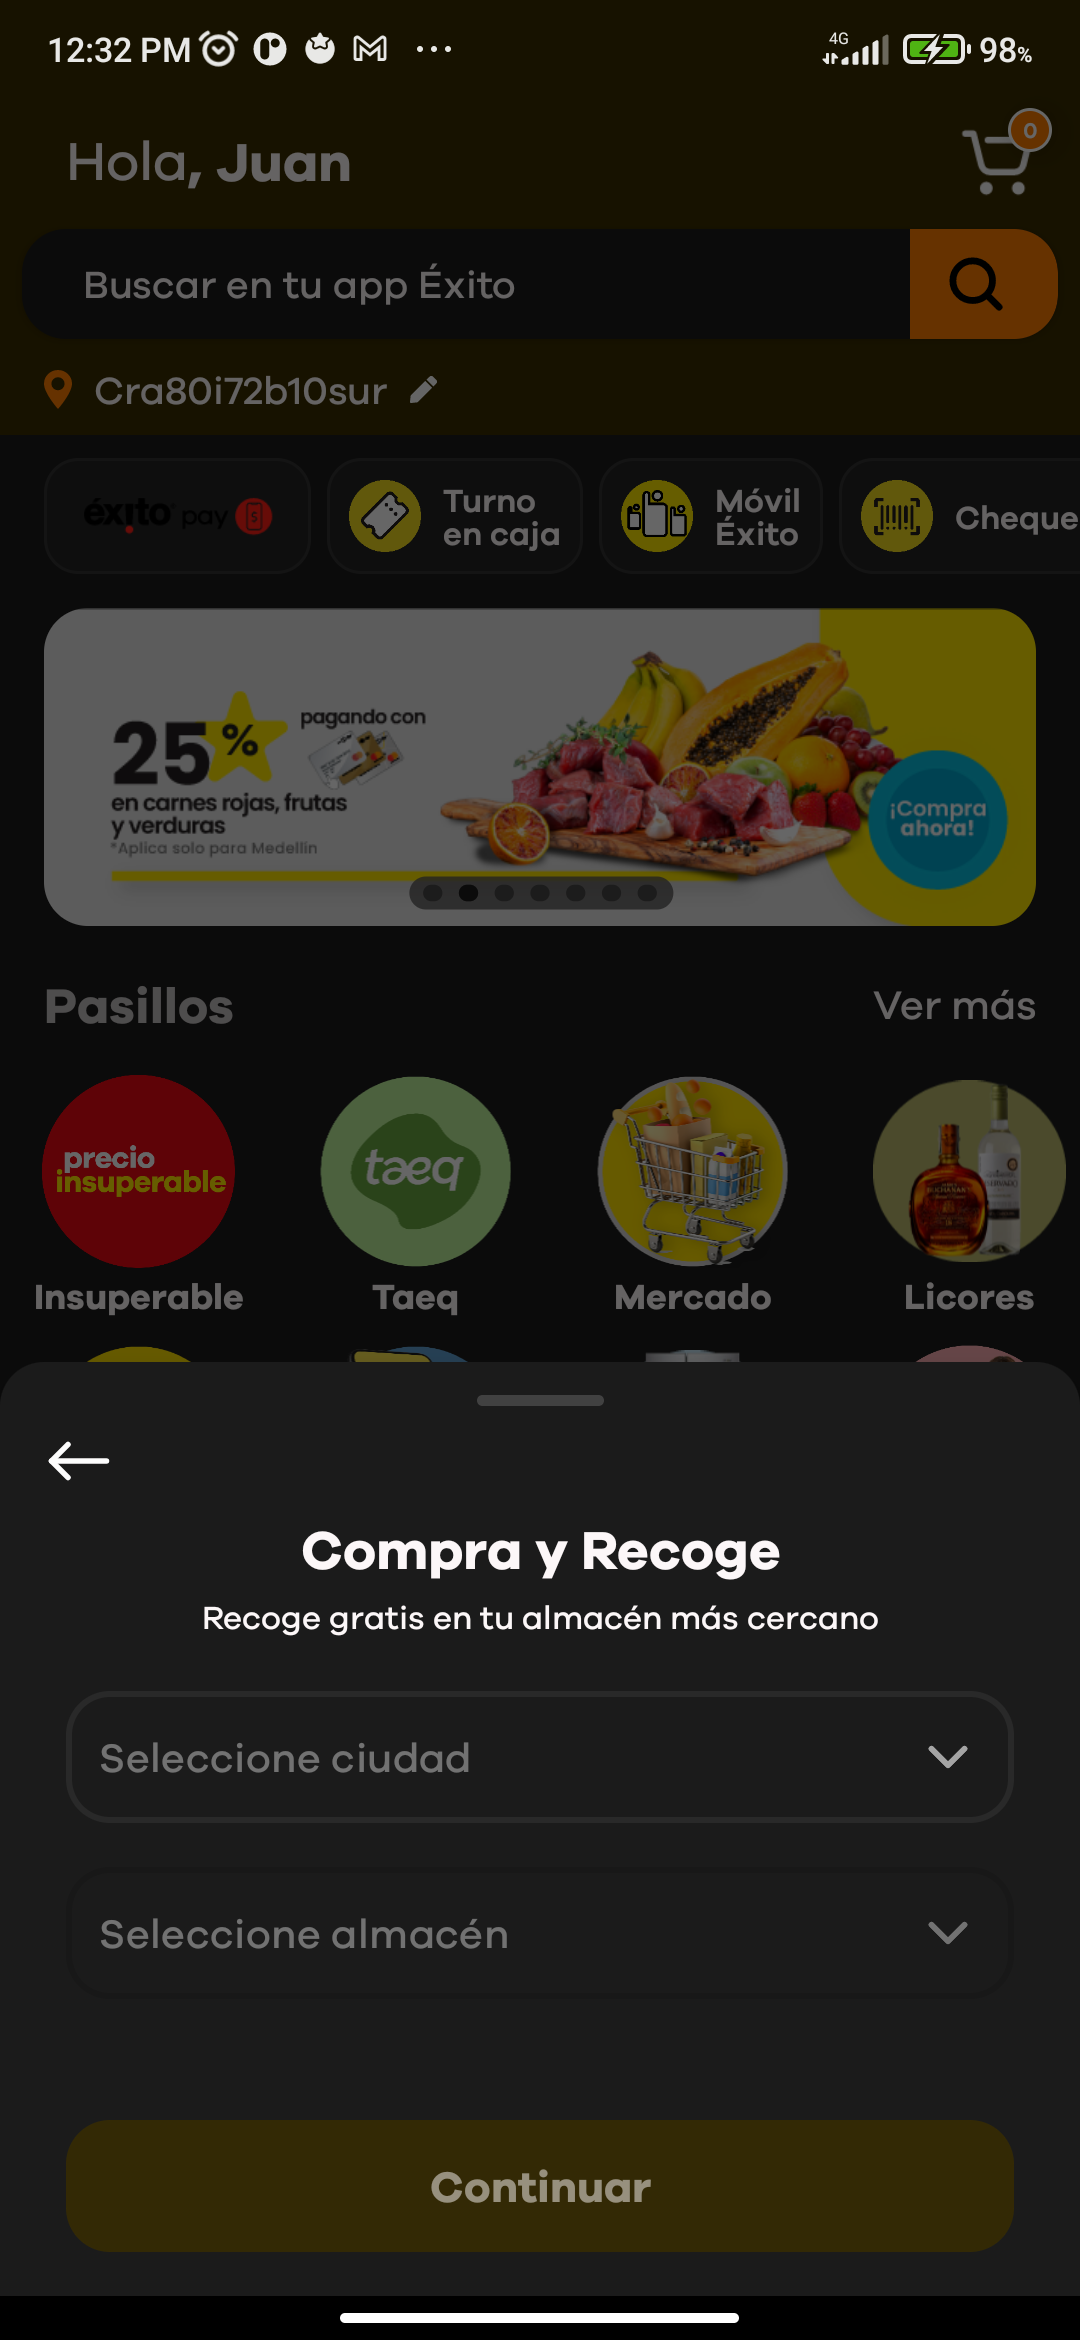 12:32 PM
4G
98%
Hola, Juan
0
Buscar en tu app Éxito
Cra80i72b10sur
éxito pay
$
Turno
en caja
Móvil
Éxito
Cheque
25% pagando con
en carnes rojas, frutas
y verduras
*Aplica solo para Medellín
¡Compra
ahora!
Pasillos
Ver más
precio
insuperable
taeq
Insuperable
Taeq
Mercado
Licores
Compra y Recoge
Recoge gratis en tu almacén más cercano
Seleccione ciudad
Seleccione almacén
Continuar